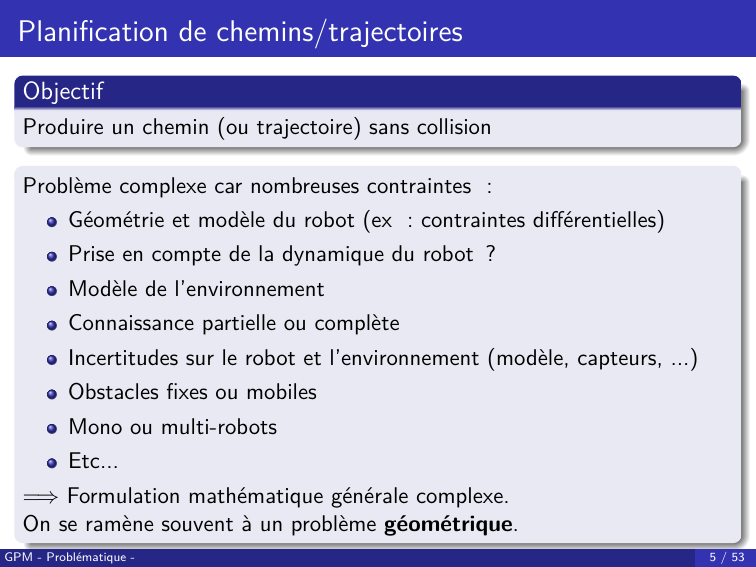 Planification de chemins/trajectoires
Objectif
Produire un chemin (ou trajectoire) sans collision
Problème complexe car nombreuses contraintes :
Géométrie et modèle du robot (ex : contraintes différentielles)
Prise en compte de la dynamique du robot ?
Modèle de l'environnement
Connaissance partielle ou complète
Incertitudes sur le robot et l'environnement (modèle, capteurs, ...)
Obstacles fixes ou mobiles
Mono ou multi-robots
Etc...
⟹ Formulation mathématique générale complexe.
On se ramène souvent à un problème géométrique.
GPM - Problématique - 5 / 53